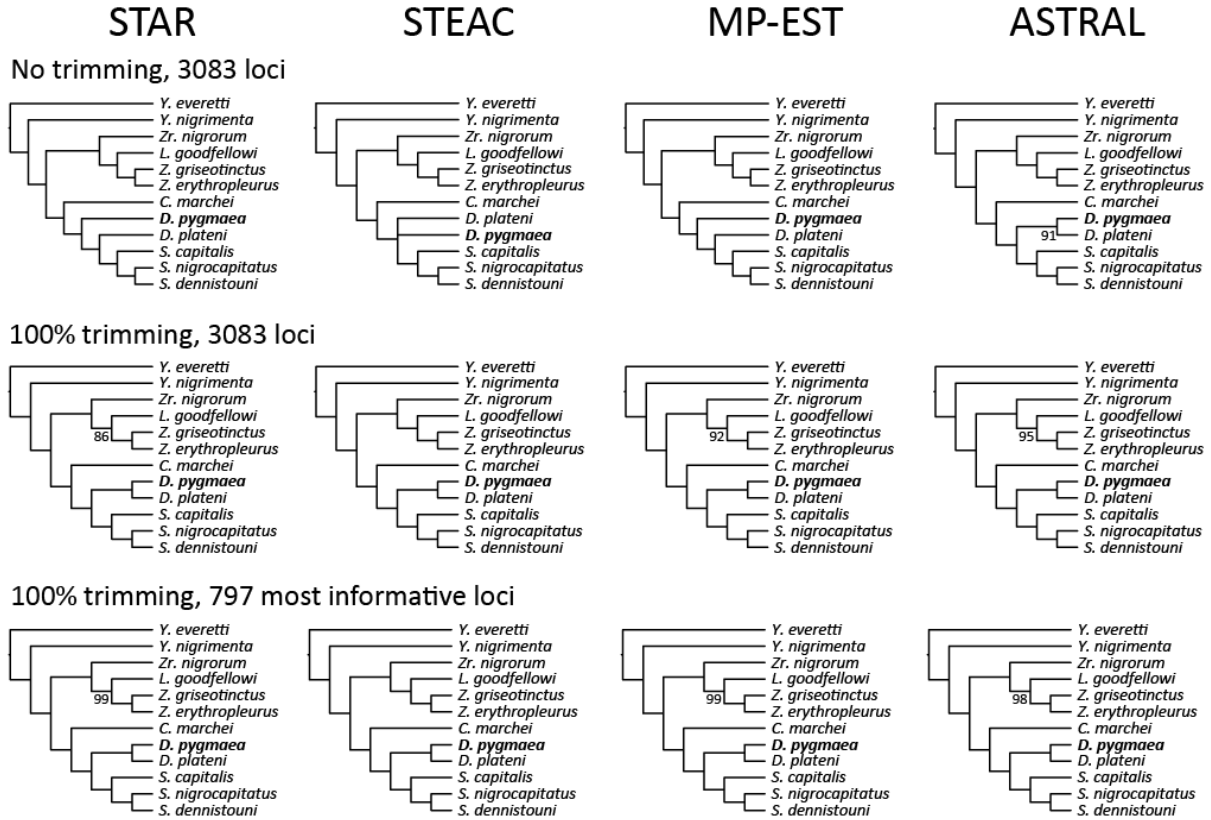 STAR STEAC MP-EST ASTRAL
No trimming, 3083 loci
Y. everetti Y. everetti Y. everetti Y. everetti
Y. nigrimenta Y. nigrimenta Y. nigrimenta Y. nigrimenta
Zr. nigrorum Zr. nigrorum Zr. nigrorum Zr. nigrorum
L. goodfellowi L. goodfellowi L. goodfellowi L. goodfellowi
Z. griseotinctus Z. griseotinctus Z. griseotinctus Z. griseotinctus
Z. erythropleurus Z. erythropleurus Z. erythropleurus Z. erythropleurus
C. marchei C. marchei C. marchei C. marchei
D. pygmaea D. plateni D. pygmaea D. pygmaea
D. plateni D. pygmaea D. plateni 91 D. plateni
S. capitalis S. capitalis S. capitalis S. capitalis
S. nigrocapitatus S. nigrocapitatus S. nigrocapitatus S. nigrocapitatus
S. dennistouni S. dennistouni S. dennistouni S. dennistouni
100% trimming, 3083 loci
Y. everetti Y. everetti Y. everetti Y. everetti
Y. nigrimenta Y. nigrimenta Y. nigrimenta Y. nigrimenta
Zr. nigrorum Zr. nigrorum Zr. nigrorum Zr. nigrorum
L. goodfellowi L. goodfellowi L. goodfellowi L. goodfellowi
86 Z. griseotinctus Z. griseotinctus 92 Z. griseotinctus 95 Z. griseotinctus
Z. erythropleurus Z. erythropleurus Z. erythropleurus Z. erythropleurus
C. marchei C. marchei C. marchei C. marchei
D. pygmaea D. pygmaea D. pygmaea D. pygmaea
D. plateni D. plateni D. plateni D. plateni
S. capitalis S. capitalis S. capitalis S. capitalis
S. nigrocapitatus S. nigrocapitatus S. nigrocapitatus S. nigrocapitatus
S. dennistouni S. dennistouni S. dennistouni S. dennistouni
100% trimming, 797 most informative loci
Y. everetti Y. everetti Y. everetti Y. everetti
Y. nigrimenta Y. nigrimenta Y. nigrimenta Y. nigrimenta
Zr. nigrorum Zr. nigrorum Zr. nigrorum Zr. nigrorum
L. goodfellowi L. goodfellowi L. goodfellowi L. goodfellowi
99 Z. griseotinctus Z. griseotinctus 99 Z. griseotinctus 98 Z. griseotinctus
Z. erythropleurus Z. erythropleurus Z. erythropleurus Z. erythropleurus
C. marchei C. marchei C. marchei C. marchei
D. pygmaea D. pygmaea D. pygmaea D. pygmaea
D. plateni D. plateni D. plateni D. plateni
S. capitalis S. capitalis S. capitalis S. capitalis
S. nigrocapitatus S. nigrocapitatus S. nigrocapitatus S. nigrocapitatus
S. dennistouni S. dennistouni S. dennistouni S. dennistouni